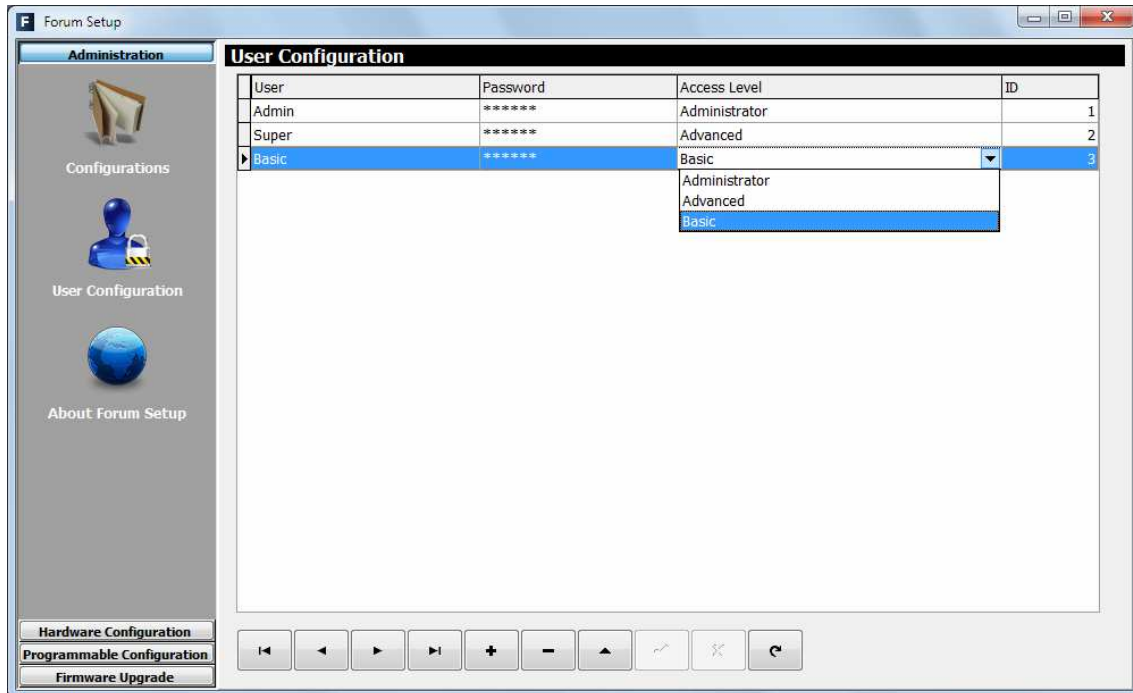 F Forum Setup
Administration
Configurations
User Configuration
About Forum Setup
Hardware Configuration
Programmable Configuration
Firmware Upgrade
User Configuration
User Password Access Level ID
Admin ****** Administrator 1
Super ****** Advanced 2
Basic ****** Basic 3
Administrator
Advanced
Basic